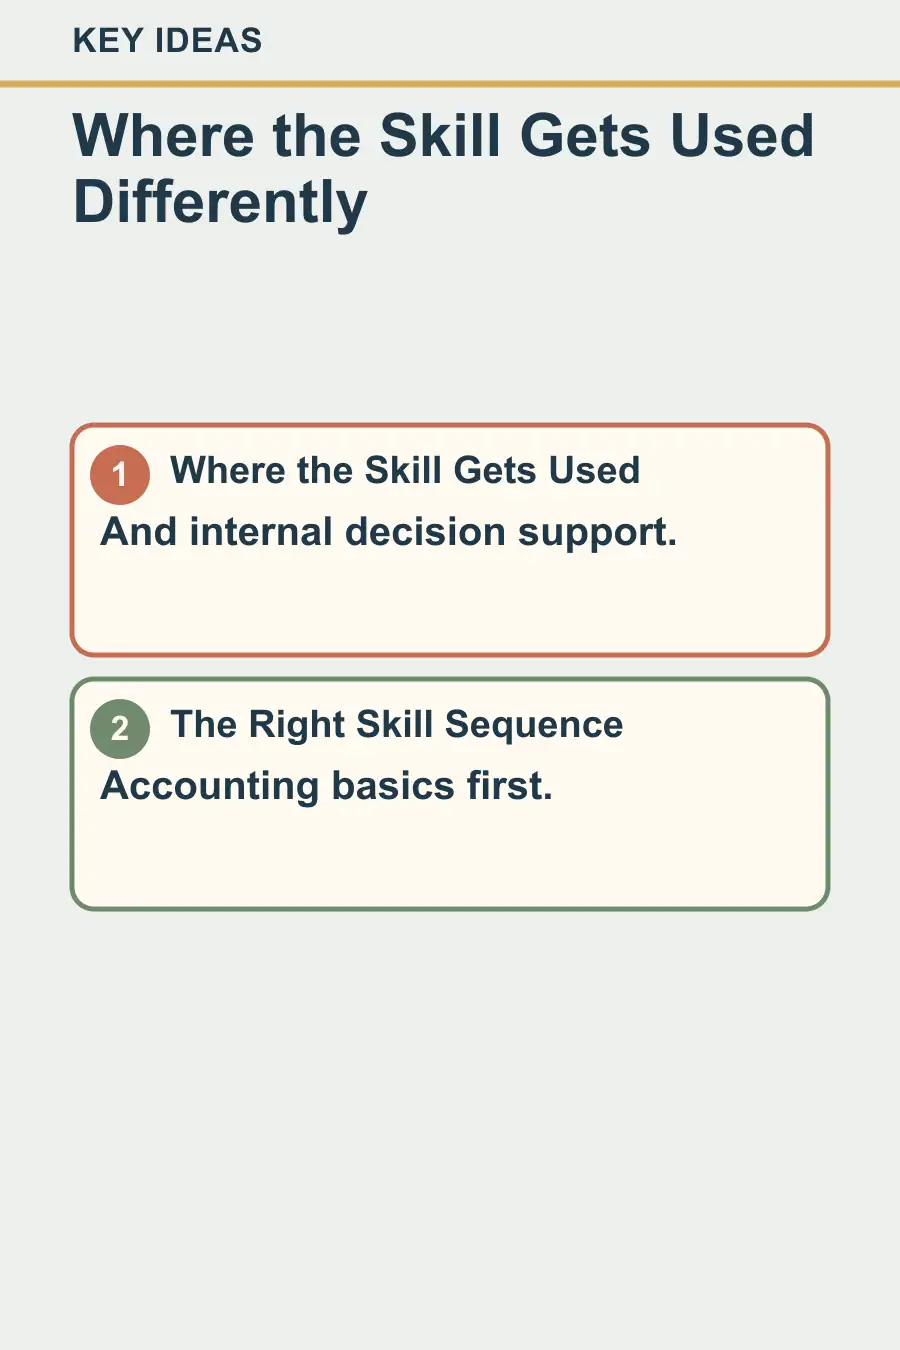 KEY IDEAS
Where the Skill Gets Used
Differently
1 Where the Skill Gets Used
And internal decision support.
2 The Right Skill Sequence
Accounting basics first.